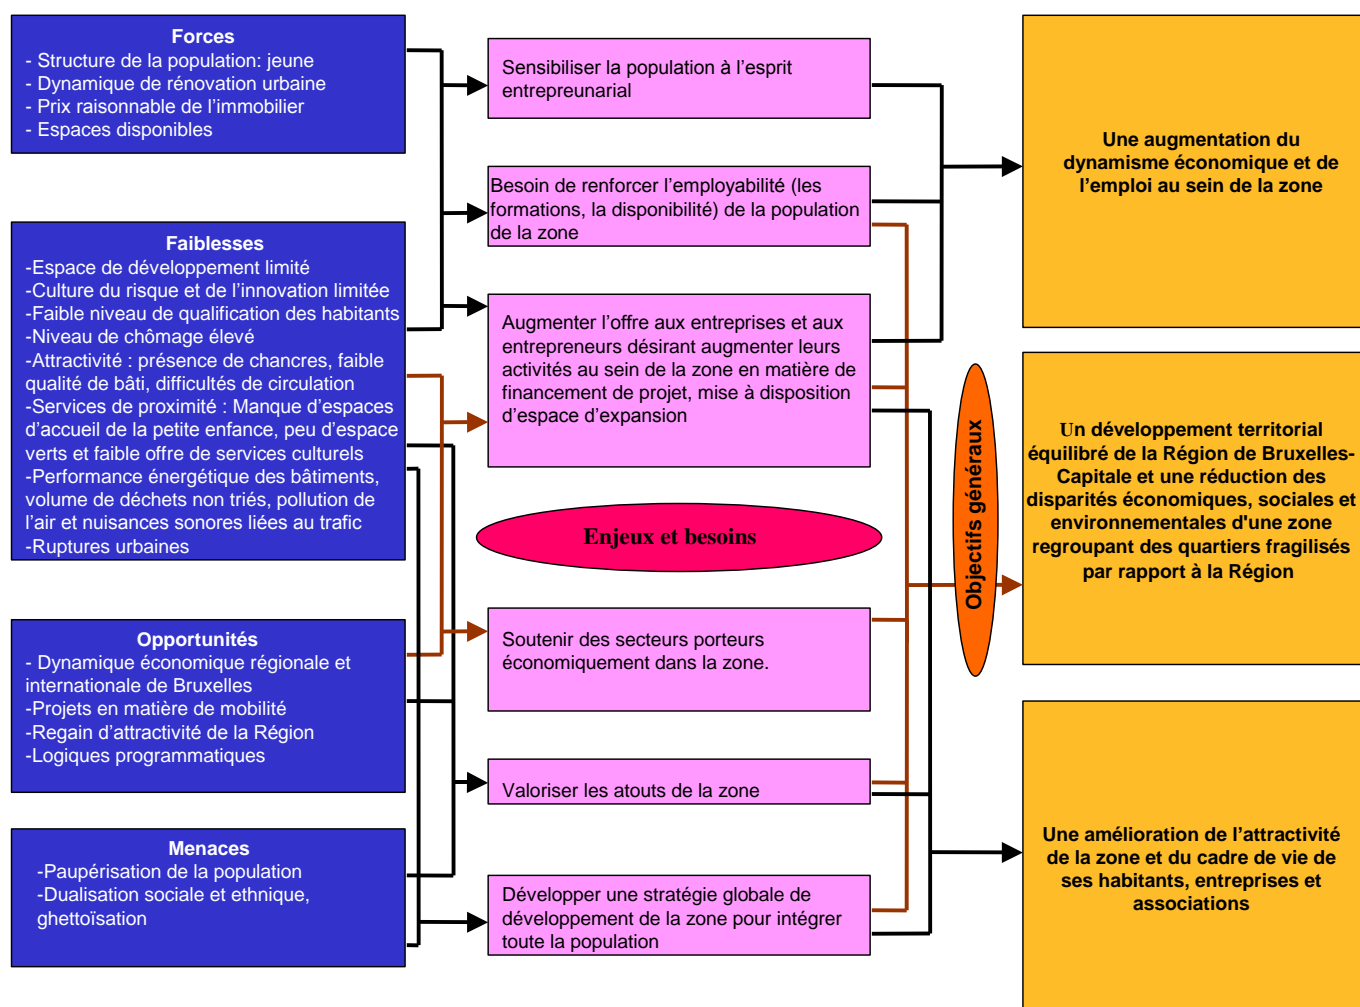 Forces
- Structure de la population: jeune
- Dynamique de rénovation urbaine
- Prix raisonnable de l’immobilier
- Espaces disponibles
Faiblesses
-Espace de développement limité
-Culture du risque et de l’innovation limitée
-Faible niveau de qualification des habitants
-Niveau de chômage élevé
-Attractivité : présence de chancres, faible
qualité de bâti, difficultés de circulation
-Services de proximité : Manque d’espaces
d’accueil de la petite enfance, peu d’espace
verts et faible offre de services culturels
-Performance énergétique des bâtiments,
volume de déchets non triés, pollution de
l’air et nuisances sonores liées au trafic
-Ruptures urbaines
Opportunités
- Dynamique économique régionale et
internationale de Bruxelles
-Projets en matière de mobilité
-Regain d’attractivité de la Région
-Logiques programmatiques
Menaces
-Paupérisation de la population
-Dualisation sociale et ethnique,
ghettoïsation
Sensibiliser la population à l’esprit
entrepreunarial
Besoin de renforcer l’employabilité (les
formations, la disponibilité) de la population
de la zone
Augmenter l’offre aux entreprises et aux
entrepreneurs désirant augmenter leurs
activités au sein de la zone en matière de
financement de projet, mise à disposition
d’espace d’expansion
Enjeux et besoins
Soutenir des secteurs porteurs
économiquement dans la zone.
Valoriser les atouts de la zone
Développer une stratégie globale de
développement de la zone pour intégrer
toute la population
Objectifs généraux
Une augmentation du
dynamisme économique et de
l’emploi au sein de la zone
Un développement territorial
équilibré de la Région de Bruxelles-
Capitale et une réduction des
disparités économiques, sociales et
environnementales d'une zone
regroupant des quartiers fragilisés
par rapport à la Région
Une amélioration de l’attractivité
de la zone et du cadre de vie de
ses habitants, entreprises et
associations